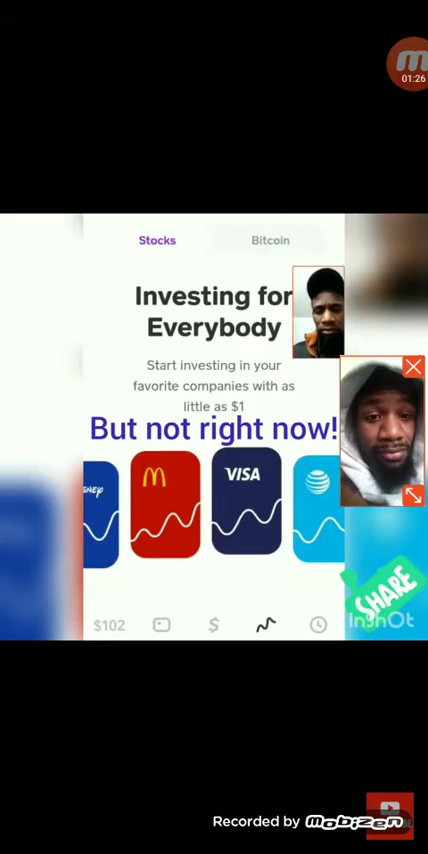 01:26
Stocks
Bitcoin
Investing for
Everybody
Start investing in your
favorite companies with as
little as $1
But not right now!
VISA
$102
$
SHARE
InShOt
Recorded by mobizen